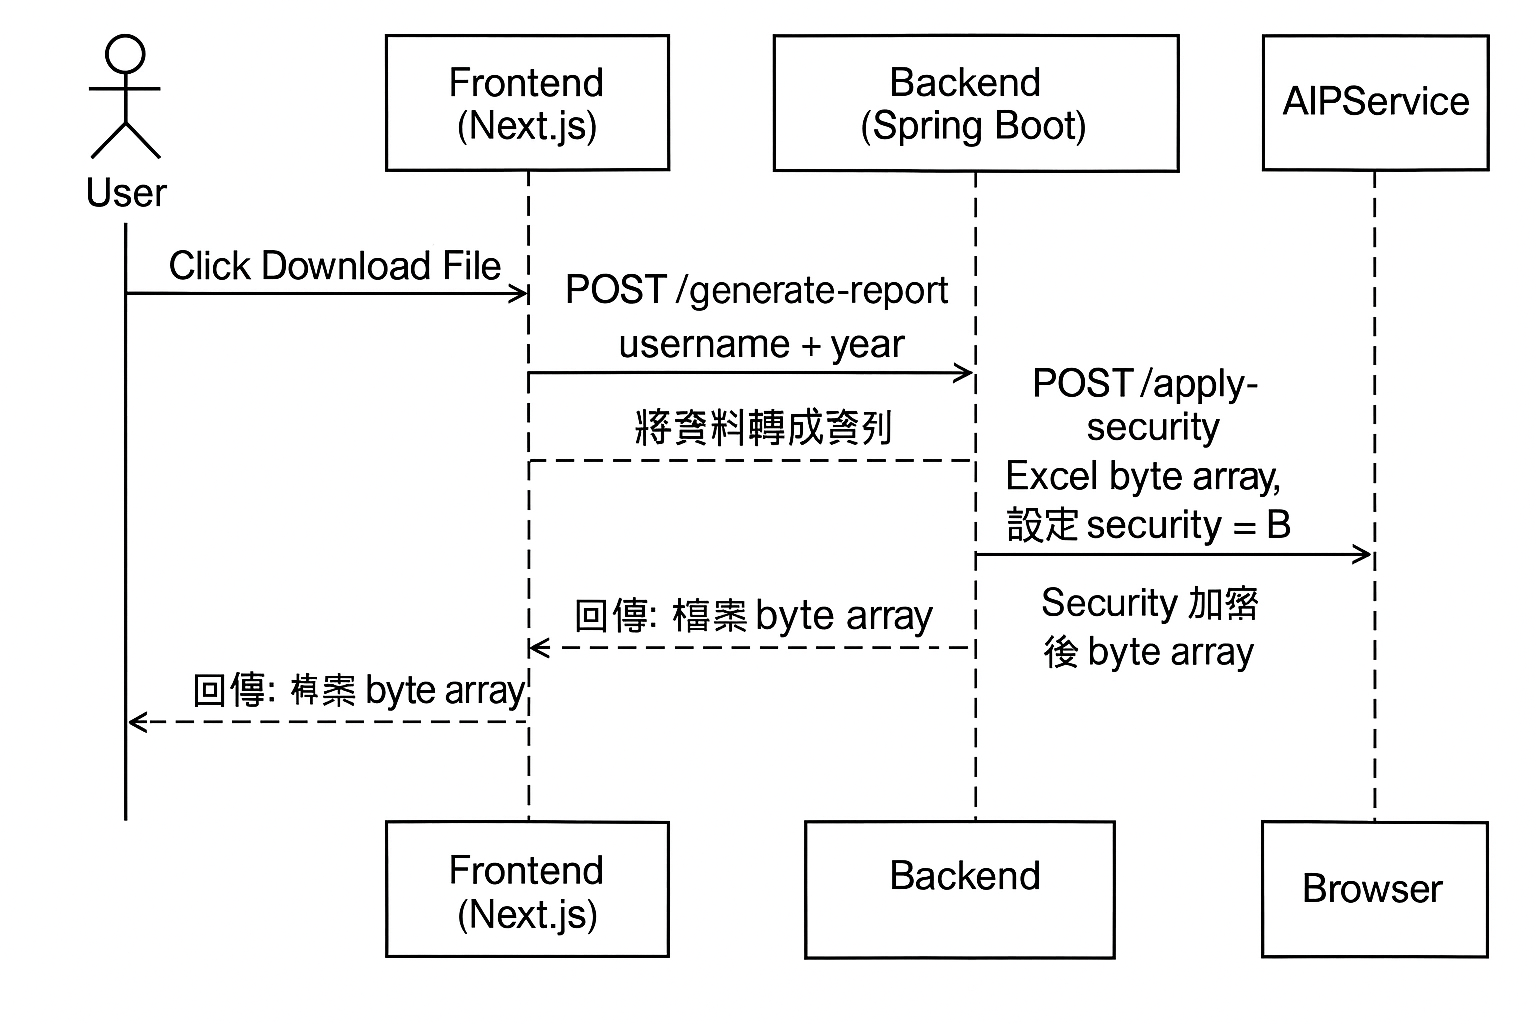 User
Frontend
(Next.js)
Backend
(Spring Boot)
AIPService
Click Download File
POST /generate-report
username + year
將資料轉成資列
POST /apply-
security
Excel byte array,
設定 security = B
Security 加密
後 byte array
回傳: 檔案 byte array
回傳: 案 byte array
Frontend
(Next.js)
Backend
Browser